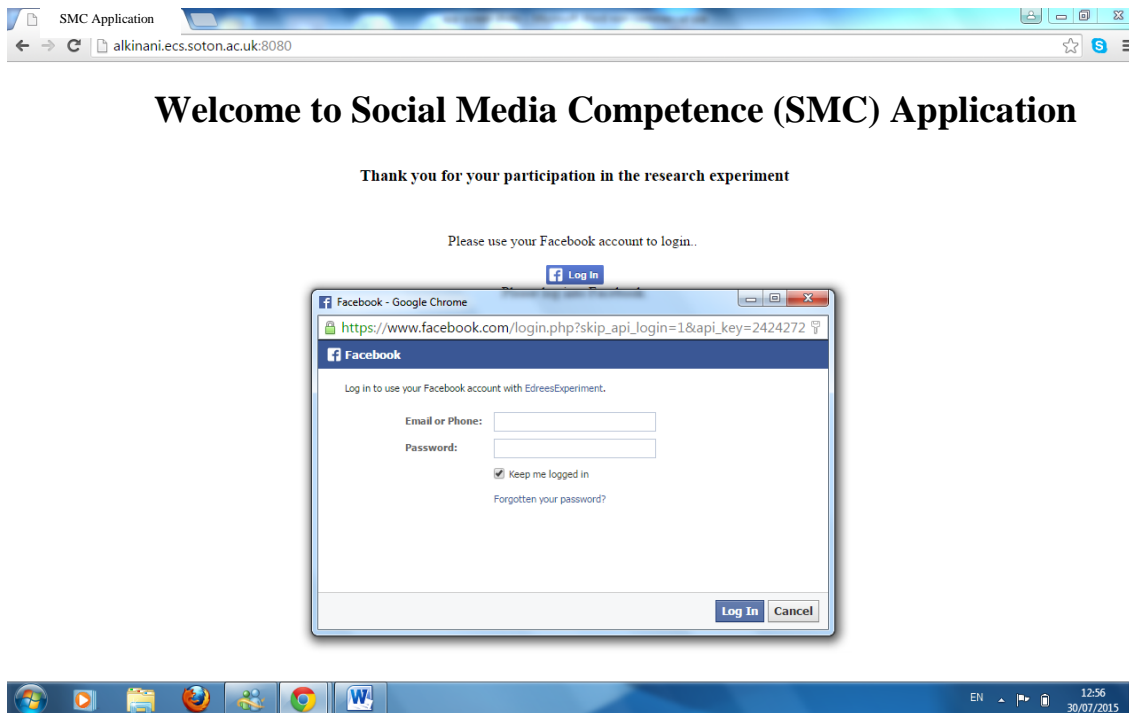 SMC Application
alkinani.ecs.soton.ac.uk:8080
Welcome to Social Media Competence (SMC) Application
Thank you for your participation in the research experiment
Please use your Facebook account to login..
Log In
Facebook - Google Chrome
https://www.facebook.com/login.php?skip_api_login=1&api_key=2424272
Facebook
Log in to use your Facebook account with EdreesExperiment.
Email or Phone:
Password:
Keep me logged in
Forgotten your password?
Log In Cancel
EN 12:56
30/07/2015